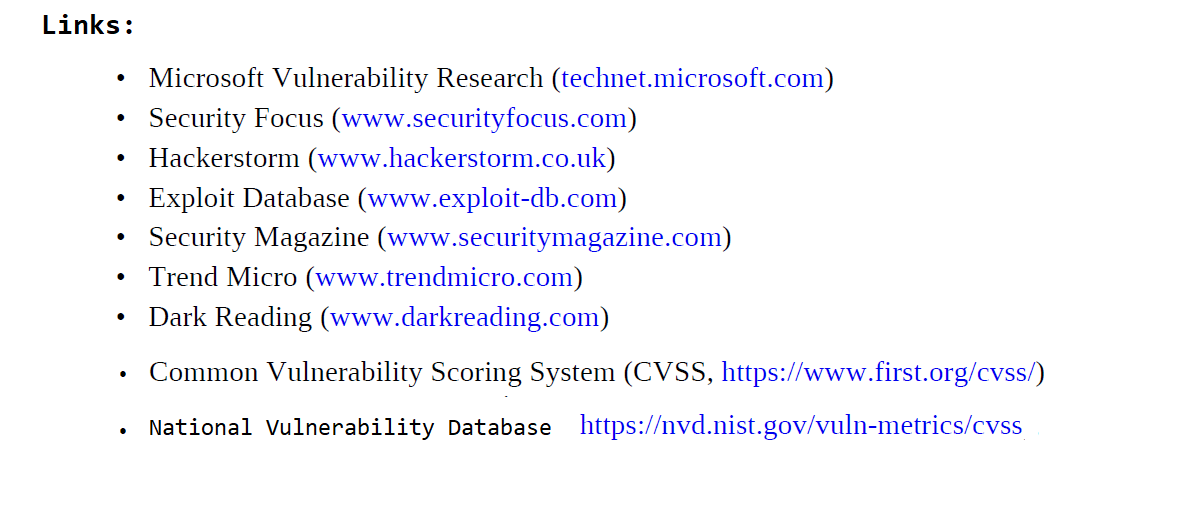 Links:
• Microsoft Vulnerability Research (technet.microsoft.com)
• Security Focus (www.securityfocus.com)
• Hackerstorm (www.hackerstorm.co.uk)
• Exploit Database (www.exploit-db.com)
• Security Magazine (www.securitymagazine.com)
• Trend Micro (www.trendmicro.com)
• Dark Reading (www.darkreading.com)
• Common Vulnerability Scoring System (CVSS, https://www.first.org/cvss/)
• National Vulnerability Database https://nvd.nist.gov/vuln-metrics/cvss